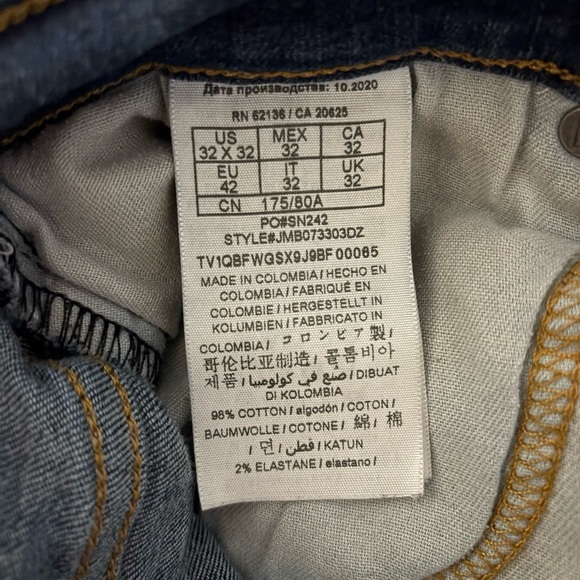 Дата производства: 10.2020
RN 62136 / CA 20625
US MEX CA
32 X 32 32 32
EU IT UK
42 32 32
CN 175/80A
PO#SN242
STYLE#JMB073303DZ
TV1QBFWGSX9J9BF00065
MADE IN COLOMBIA / HECHO EN
COLOMBIA / FABRIQUÉ EN
COLOMBIE / HERGESTELLT IN
KOLUMBIEN / FABBRICATO IN
COLOMBIA / コロンビア製 /
哥伦比亚制造 / 콜롬비아
제품 / صنع في كولومبيا / DIBUAT
DI KOLOMBIA
98% COTTON / algodón / COTON /
BAUMWOLLE / COTONE / 綿 / 棉
/ 면 / قطن / KATUN
2% ELASTANE / elastano /